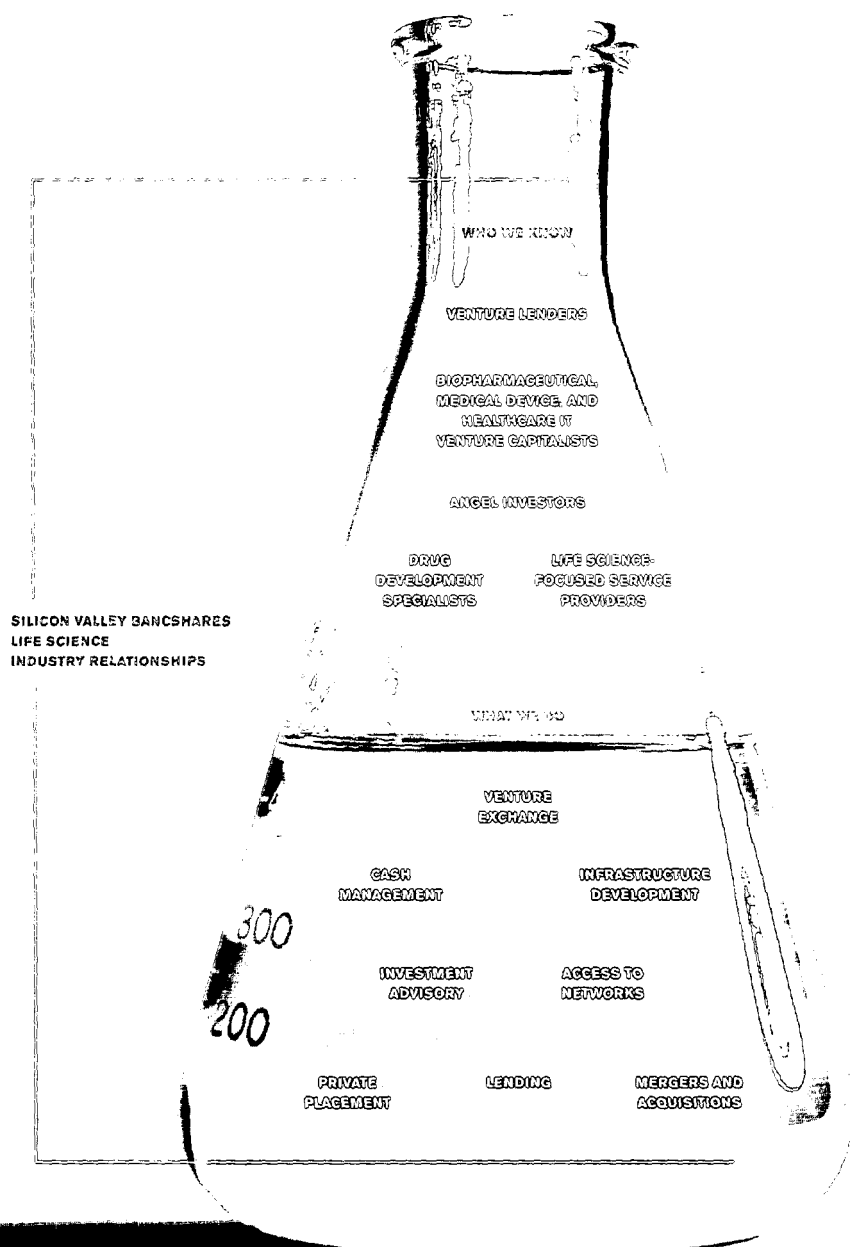 WHO WE KNOW
VENTURE LENDERS
BIOPHARMACEUTICAL,
MEDICAL DEVICE, AND
HEALTHCARE IT
VENTURE CAPITALISTS
ANGEL INVESTORS
DRUG
DEVELOPMENT
SPECIALISTS
LIFE SCIENCE-
FOCUSED SERVICE
PROVIDERS
SILICON VALLEY BANCSHARES
LIFE SCIENCE
INDUSTRY RELATIONSHIPS
WHAT WE DO
VENTURE
EXCHANGE
CASH
MANAGEMENT
INFRASTRUCTURE
DEVELOPMENT
300
INVESTMENT
ADVISORY
ACCESS TO
NETWORKS
200
PRIVATE
PLACEMENT
LENDING
MERGERS AND
ACQUISITIONS